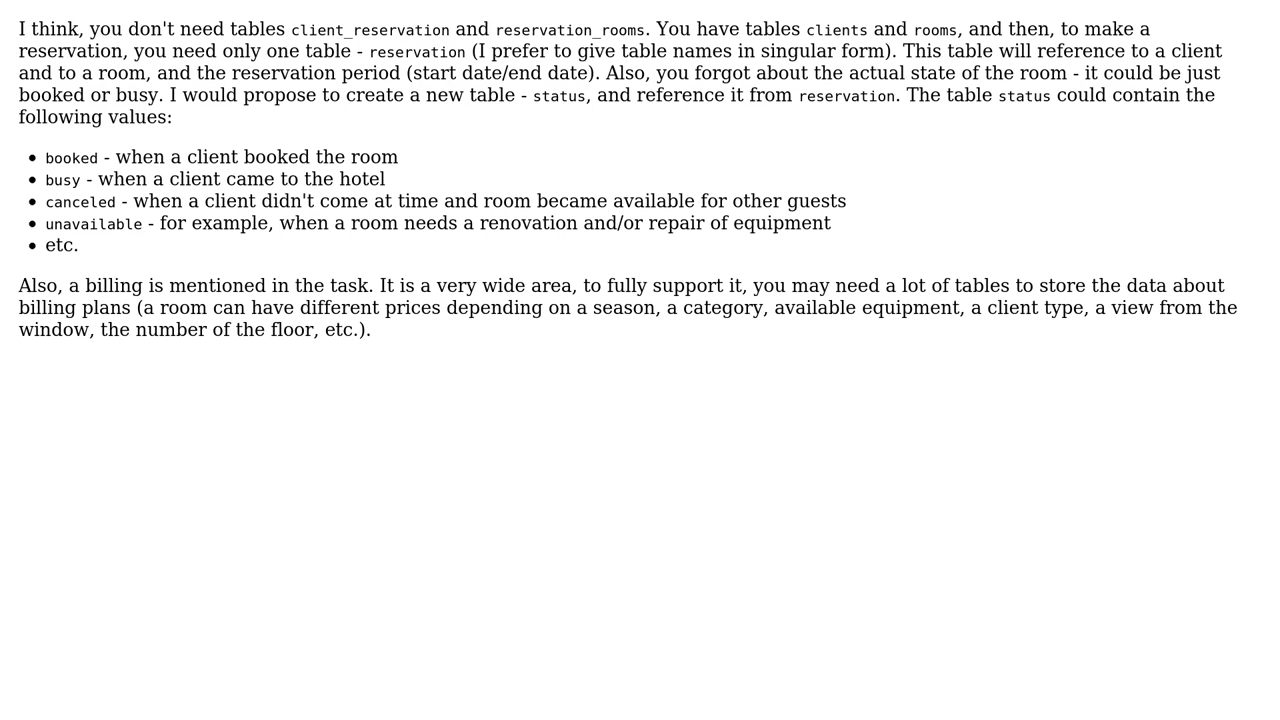 I think, you don't need tables client_reservation and reservation_rooms. You have tables clients and rooms, and then, to make a
reservation, you need only one table - reservation (I prefer to give table names in singular form). This table will reference to a client
and to a room, and the reservation period (start date/end date). Also, you forgot about the actual state of the room - it could be just
booked or busy. I would propose to create a new table - status, and reference it from reservation. The table status could contain the
following values:
• booked - when a client booked the room
• busy - when a client came to the hotel
• canceled - when a client didn't come at time and room became available for other guests
• unavailable - for example, when a room needs a renovation and/or repair of equipment
• etc.
Also, a billing is mentioned in the task. It is a very wide area, to fully support it, you may need a lot of tables to store the data about
billing plans (a room can have different prices depending on a season, a category, available equipment, a client type, a view from the
window, the number of the floor, etc.).